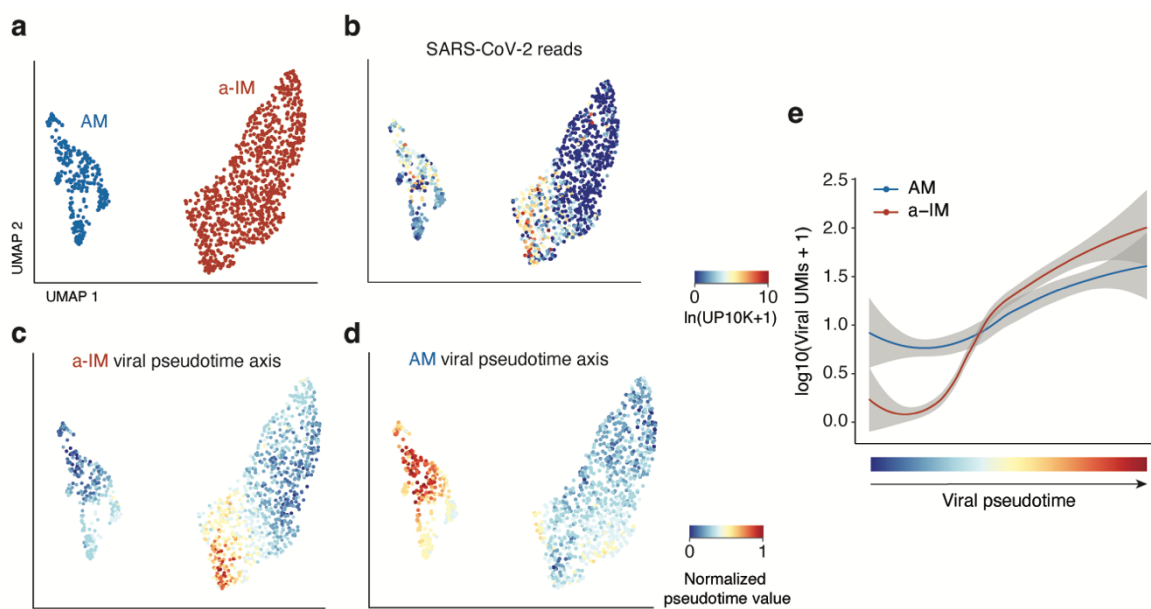 a
AM
a-IM
UMAP 2
UMAP 1
b
SARS-CoV-2 reads
0 10
ln(UP10K+1)
c
a-IM viral pseudotime axis
d
AM viral pseudotime axis
0 1
Normalized
pseudotime value
e
AM
a–IM
2.5
2.0
1.5
1.0
0.5
0.0
log10(Viral UMIs + 1)
Viral pseudotime